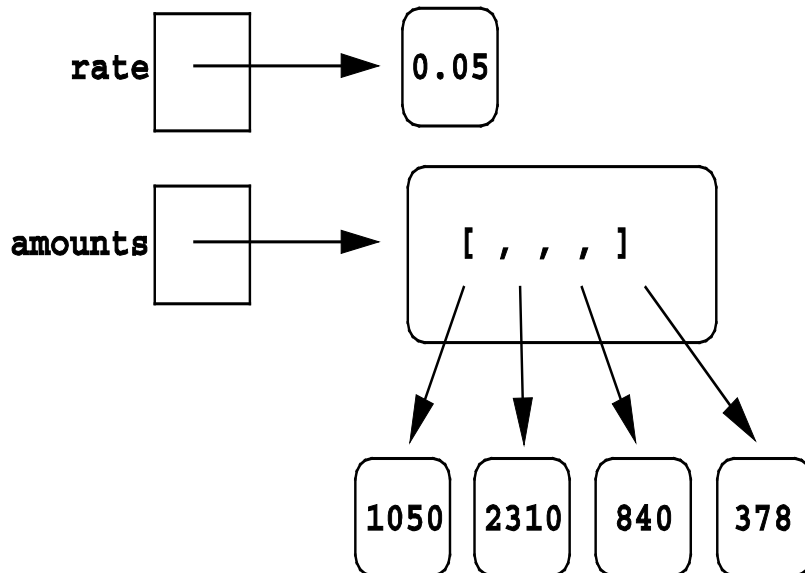 rate 0.05
amounts [ , , , ]
1050 2310 840 378